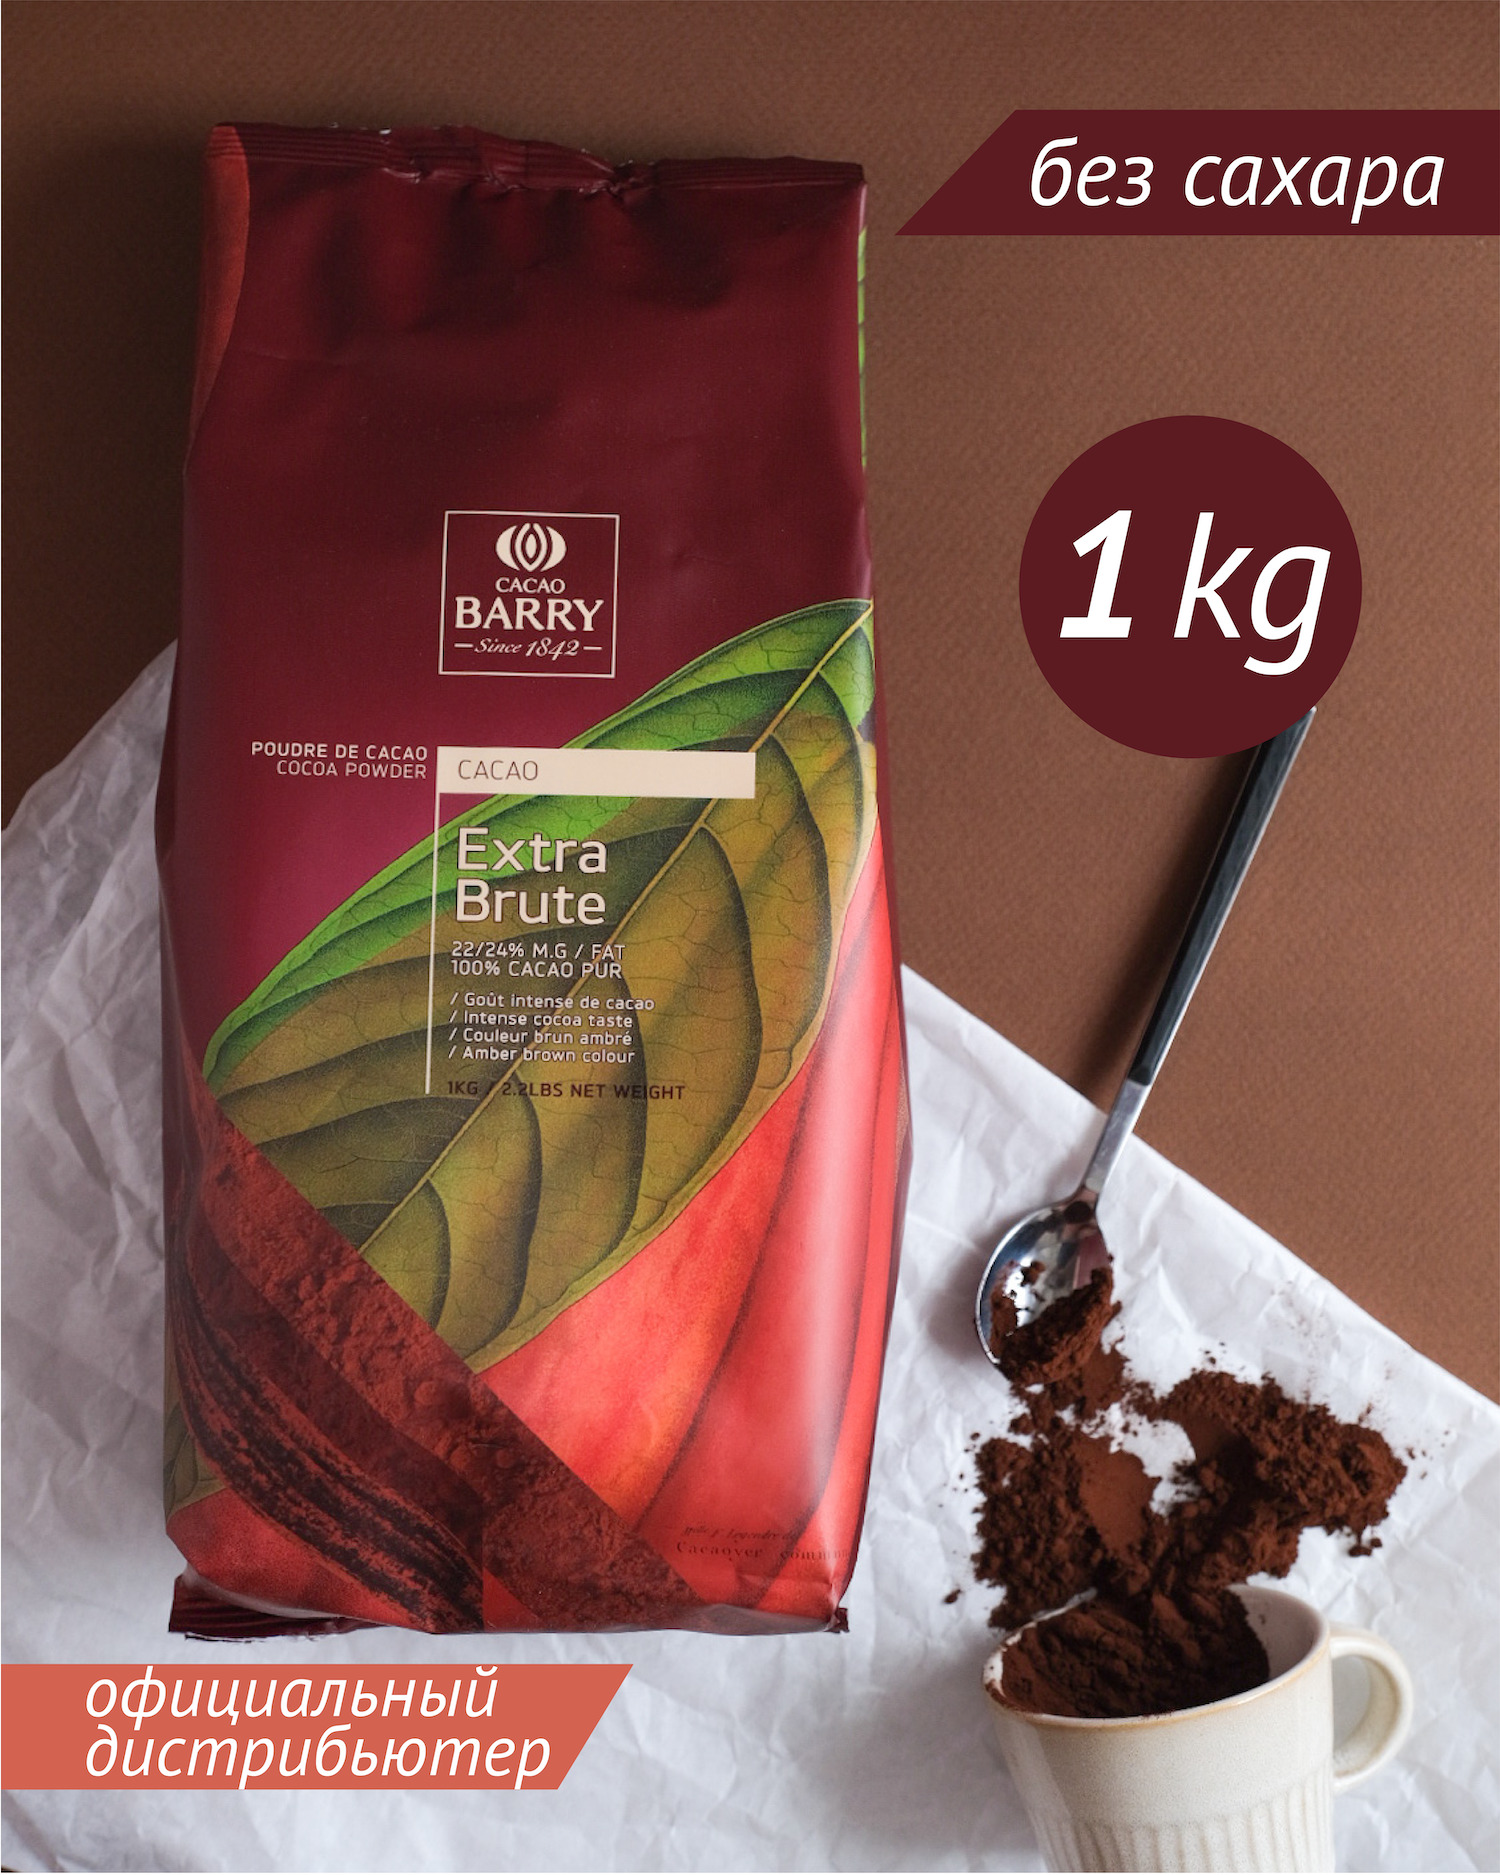 без сахара
1 kg
CACAO
BARRY
Since 1842
POUDRE DE CACAO
COCOA POWDER
CACAO
Extra
Brute
22/24% M.G / FAT
100% CACAO PUR
/ Goût intense de cacao
/ Intense cocoa taste
/ Couleur brun ambré
/ Amber brown colour
1KG / 2.2LBS NET WEIGHT
Cacaoyer
официальный
дистрибьютер